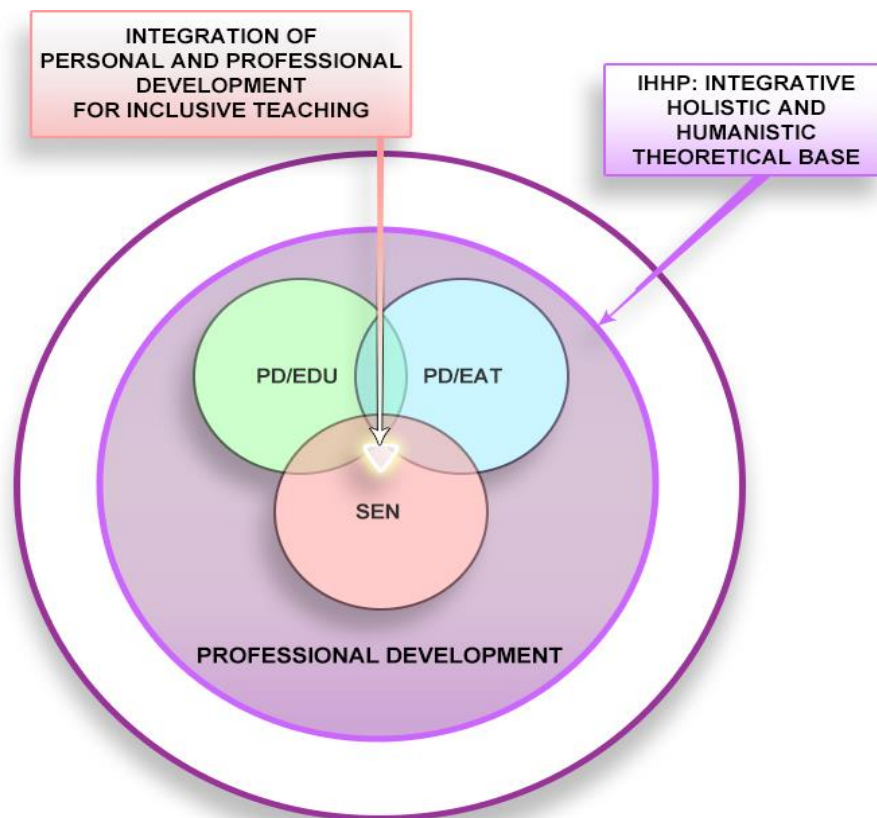 INTEGRATION OF
PERSONAL AND PROFESSIONAL
DEVELOPMENT
FOR INCLUSIVE TEACHING
IHHP: INTEGRATIVE
HOLISTIC AND
HUMANISTIC
THEORETICAL BASE
PD/EDU
PD/EAT
SEN
PROFESSIONAL DEVELOPMENT